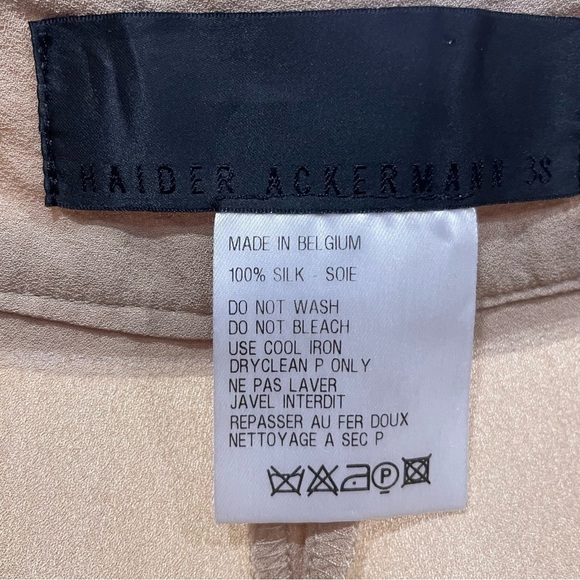 HAIDER ACKERMANN 38
MADE IN BELGIUM
100% SILK - SOIE
DO NOT WASH
DO NOT BLEACH
USE COOL IRON
DRYCLEAN P ONLY
NE PAS LAVER
JAVEL INTERDIT
REPASSER AU FER DOUX
NETTOYAGE A SEC P
P